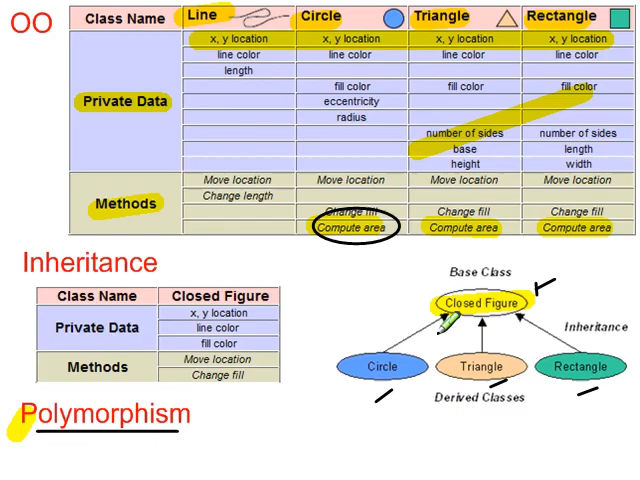 OO
Class Name Line Circle Triangle Rectangle
x, y location x, y location x, y location x, y location
line color line color line color line color
length
fill color fill color fill color
Private Data eccentricity
radius
number of sides number of sides
base length
height width
Move location Move location Move location Move location
Methods Change length
Change fill Change fill Change fill
Compute area Compute area Compute area
Inheritance
Class Name Closed Figure
x, y location
Private Data line color
fill color
Methods Move location
Change fill
Base Class
Closed Figure
Inheritance
Circle Triangle Rectangle
Derived Classes
Polymorphism